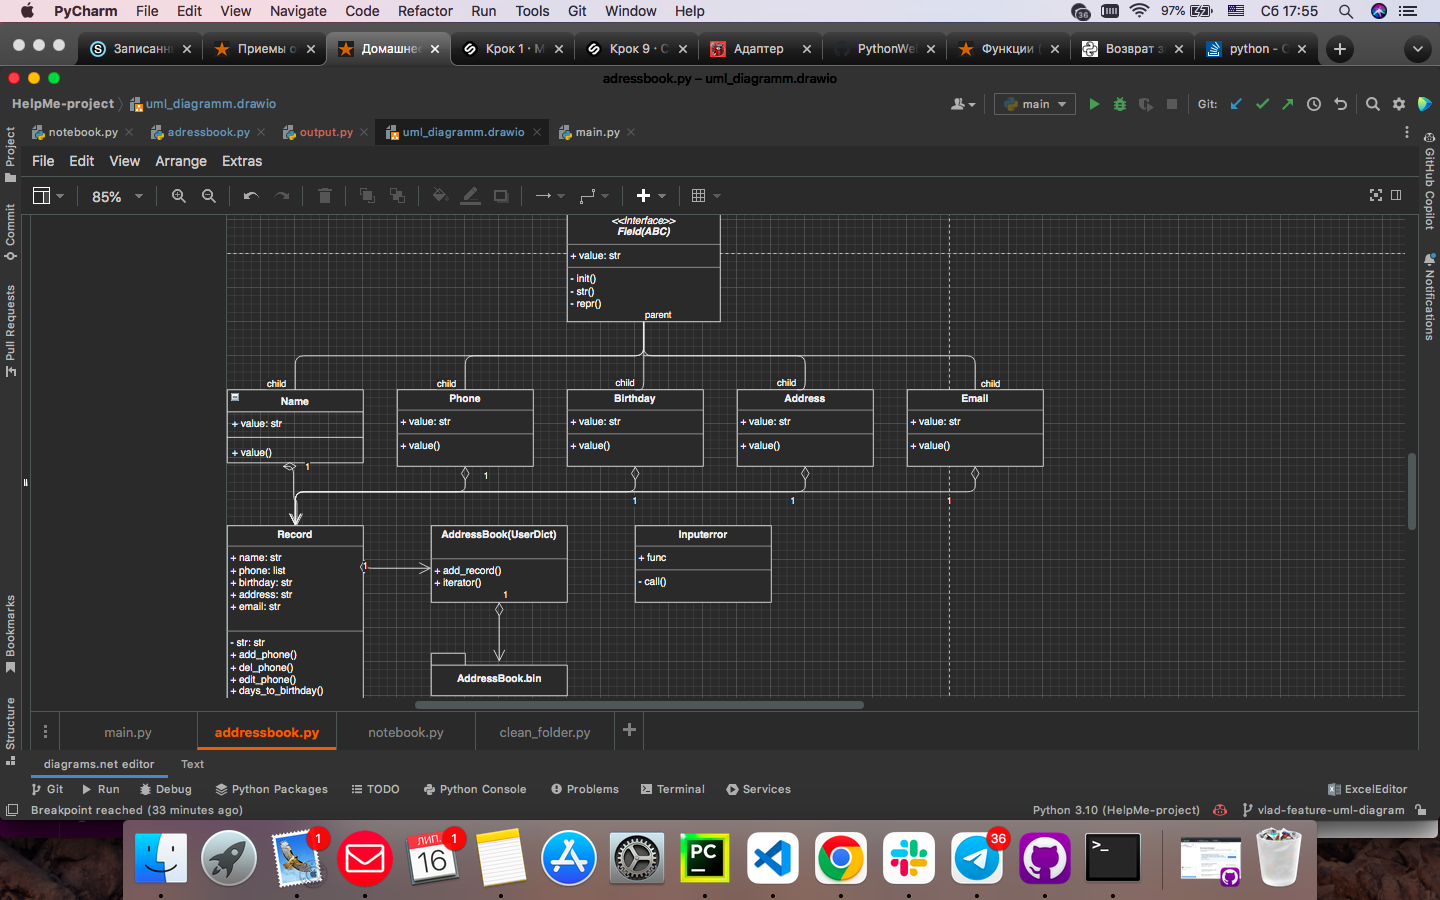 PyCharm File Edit View Navigate Code Refactor Run Tools Git Window Help 36 97% Сб 17:55
Записанн Приемы о Домашнее Крок 1 · М Крок 9 · С Адаптер PythonWel Функции ( Возврат з python - С
adressbook.py – uml_diagramm.drawio
HelpMe-project uml_diagramm.drawio main Git:
notebook.py adressbook.py output.py uml_diagramm.drawio main.py
File Edit View Arrange Extras
85%
Project
Commit
Pull Requests
Bookmarks
Structure
GitHub Copilot
Notifications
<<Interface>>
Field(ABC)
+ value: str
- init()
- str()
- repr()
parent
child child child child child
Name Phone Birthday Address Email
+ value: str + value: str + value: str + value: str + value: str
+ value() + value() + value() + value() + value()
1 1 1 1 1
Record
+ name: str
+ phone: list
+ birthday: str
+ address: str
+ email: str
- str: str
+ add_phone()
+ del_phone()
+ edit_phone()
+ days_to_birthday()
1
AddressBook(UserDict)
+ add_record()
+ iterator()
1
AddressBook.bin
Inputerror
+ func
- call()
main.py addressbook.py notebook.py clean_folder.py
diagrams.net editor Text
Git Run Debug Python Packages TODO Python Console Problems Terminal Services ExcelEditor
Breakpoint reached (33 minutes ago) Python 3.10 (HelpMe-project) vlad-feature-uml-diagram
1 ЛИП. 16 1 PC 36 >_